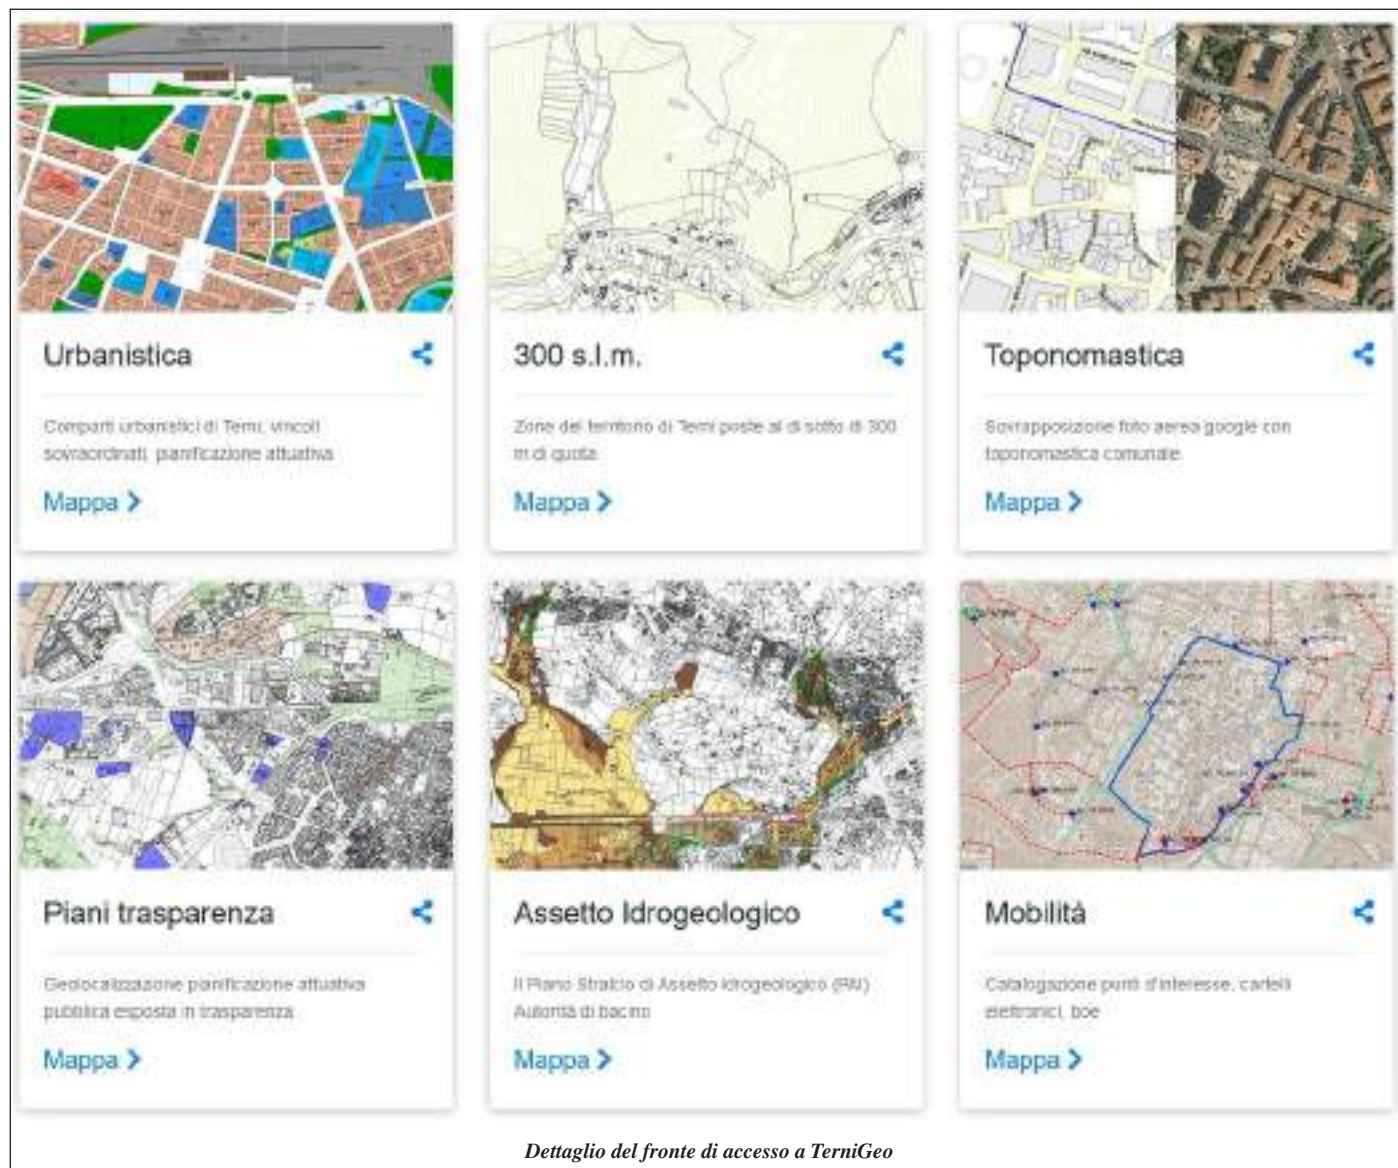 Urbanistica
Comparti urbanistici di Terni, vincoli
sovraordinati, pianificazione attuativa
Mappa
300 s.l.m.
Zone del territorio di Terni poste al di sotto di 300
m di quota
Mappa
Toponomastica
Sovrapposizione foto aerea google con
toponomastica comunale
Mappa
Piani trasparenza
Geolocalizzazione pianificazione attuativa
pubblica esposta in trasparenza
Mappa
Assetto Idrogeologico
Il Piano Stralcio di Assetto Idrogeologico (PAI)
Autorità di bacino
Mappa
Mobilità
Catalogazione punti d'interesse, cartelli
elettronici, boe
Mappa
Dettaglio del fronte di accesso a TerniGeo